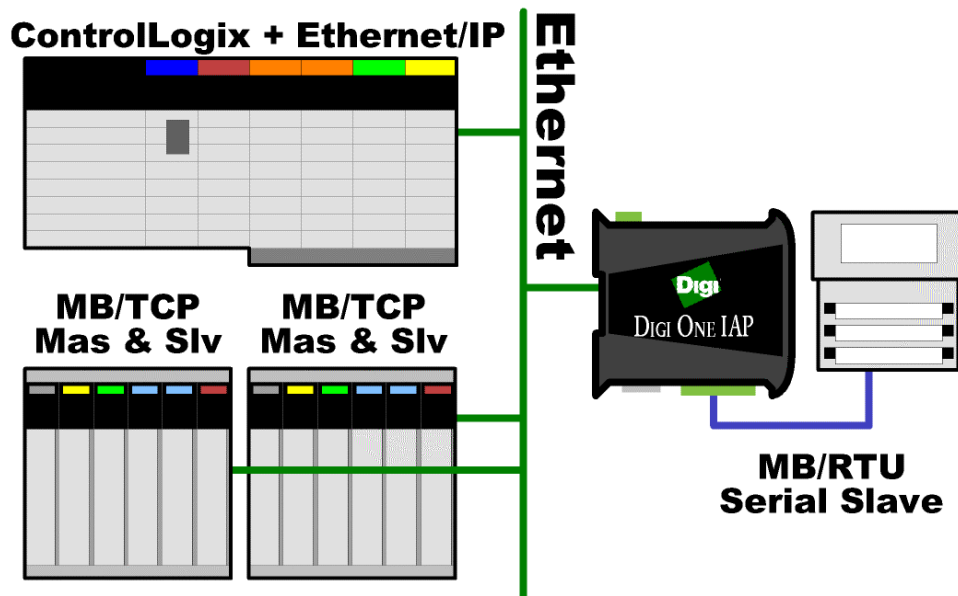 ControlLogix + Ethernet/IP
Ethernet
MB/TCP
Mas & Slv
MB/TCP
Mas & Slv
Digi
DIGI ONE IAP
MB/RTU
Serial Slave